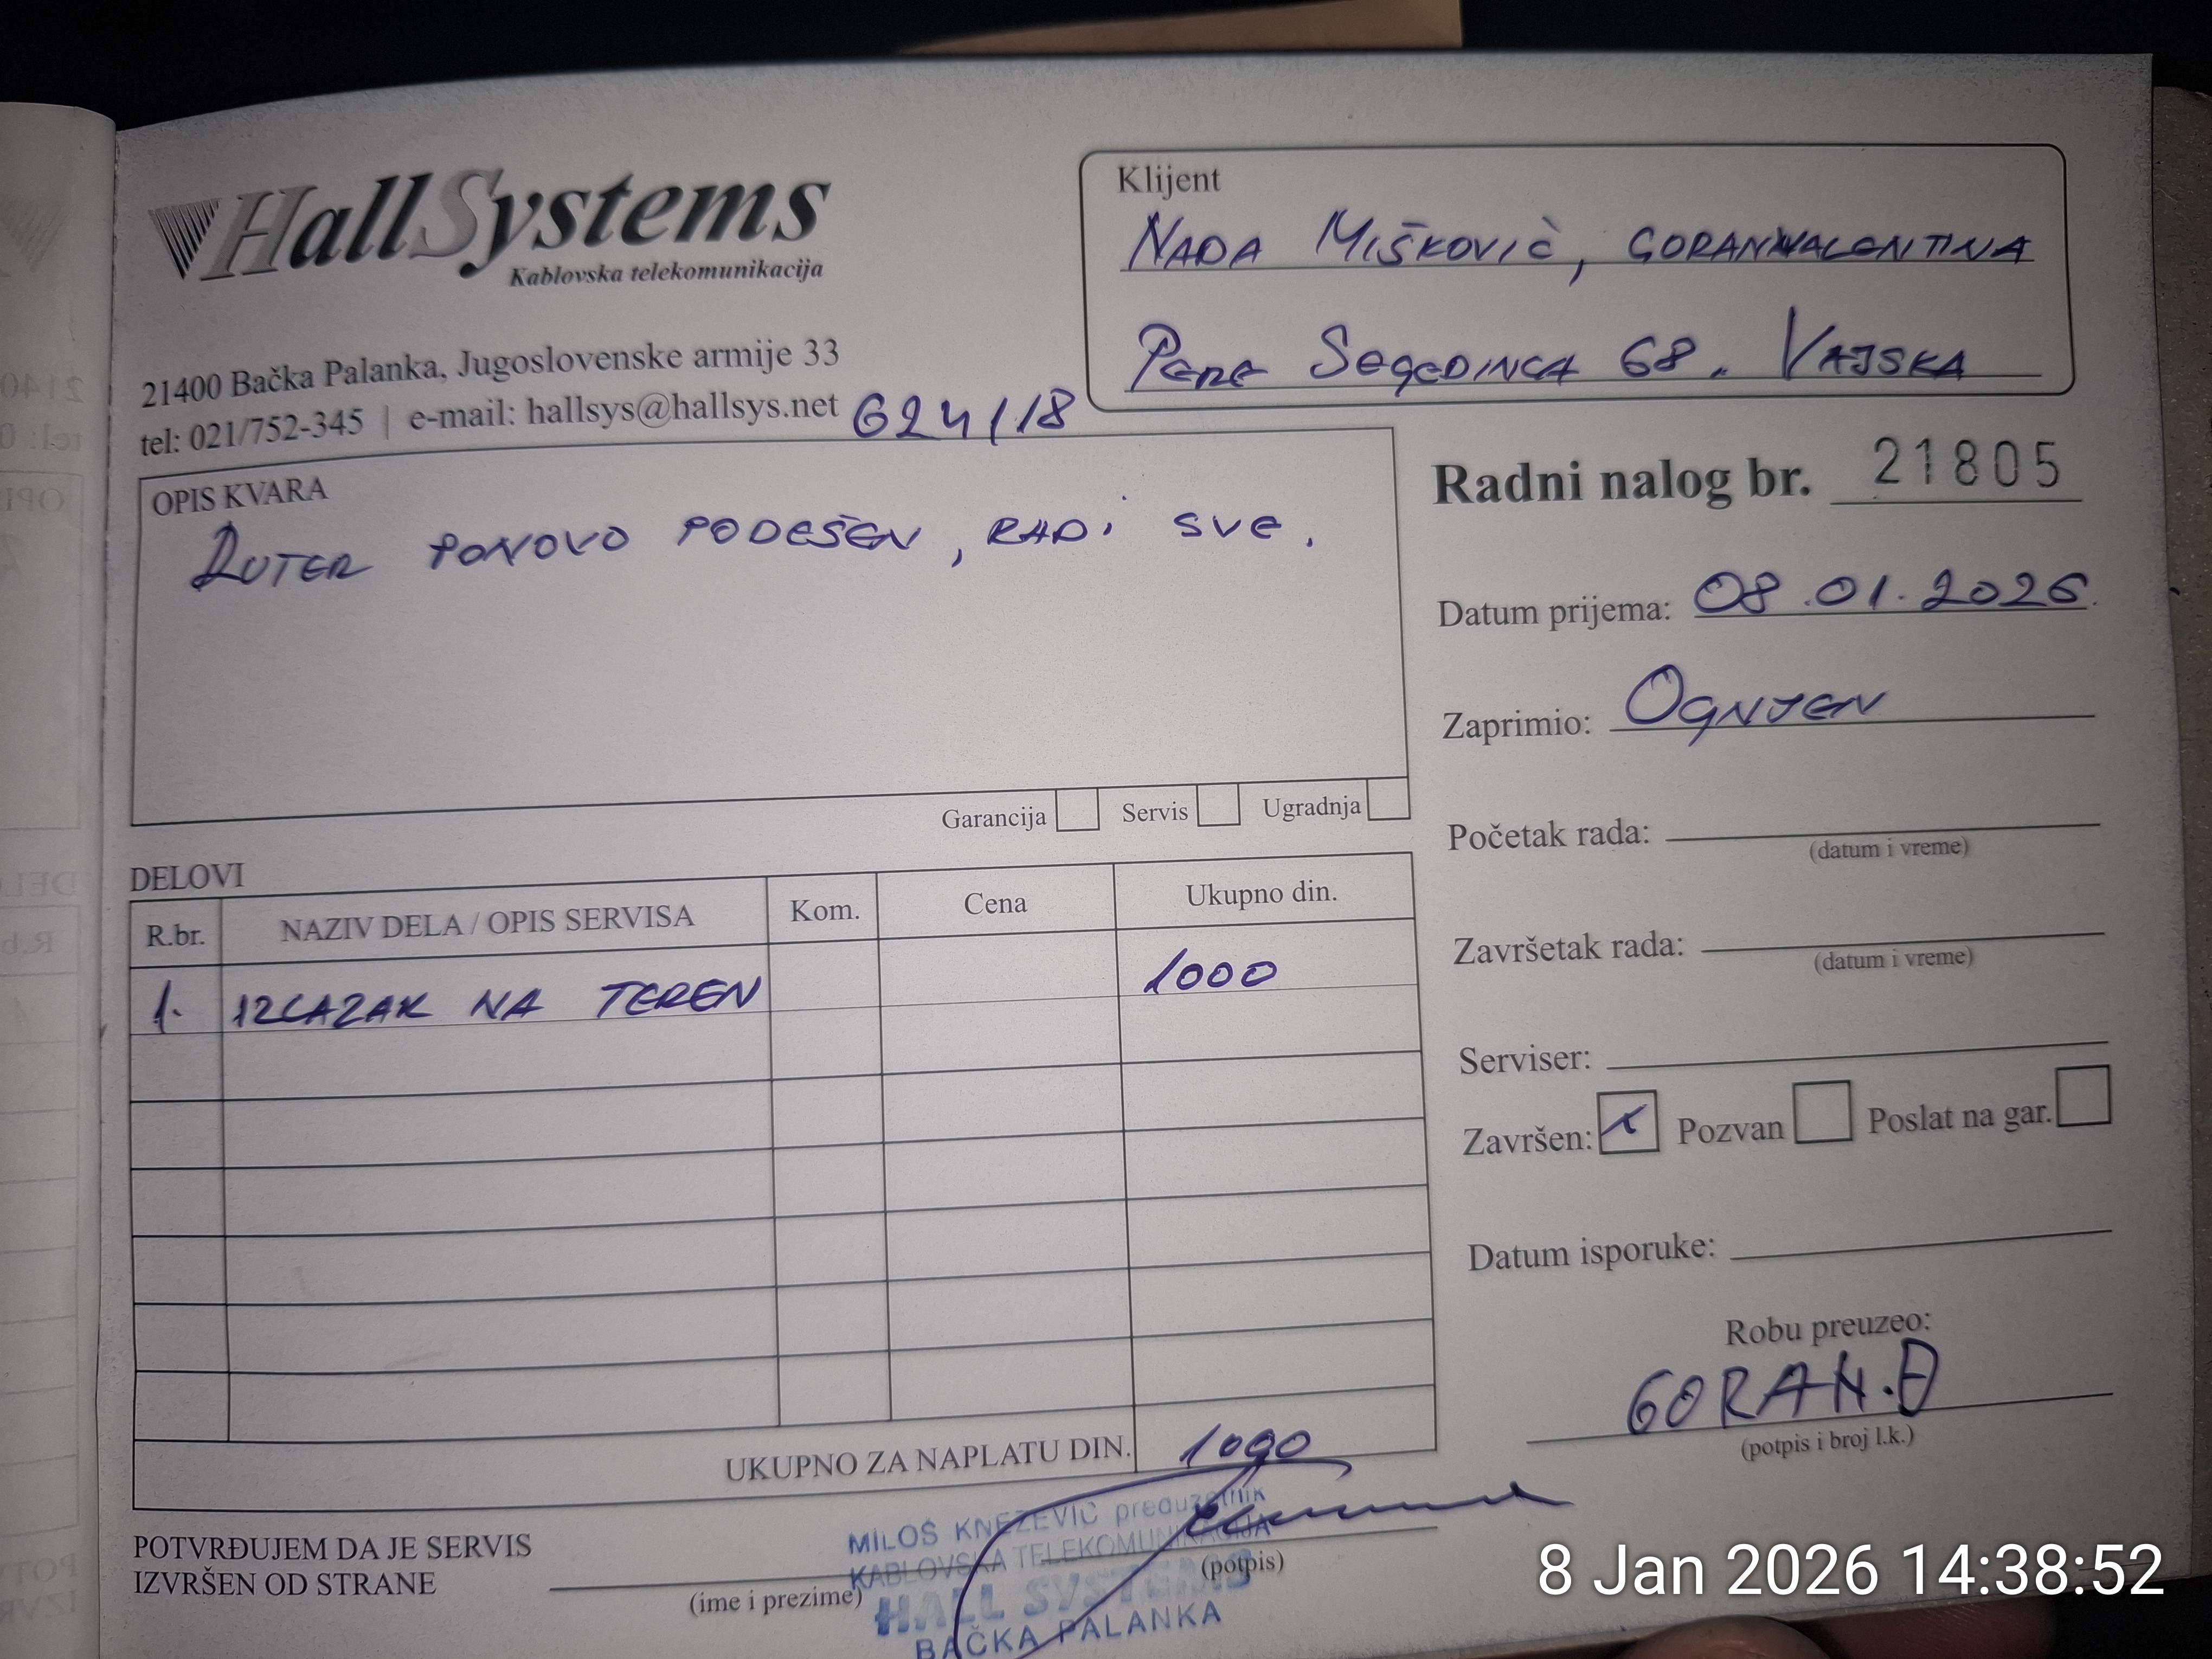 HallSystems
Kablovska telekomunikacija
21400 Bačka Palanka, Jugoslovenske armije 33
tel: 021/752-345 | e-mail: hallsys@hallsys.net
624/18
Klijent
NADA MIŠKOVIĆ, GORAN VALENTINA
PERE SEGEDINCA 68. VAJSKA
OPIS KVARA
RUTER PONOVO PODEŠEN, RADI SVE.
Garancija Servis Ugradnja
Radni nalog br. 21805
Datum prijema: 08.01.2026.
Zaprimio: OGNJEN
Početak rada:
(datum i vreme)
Završetak rada:
(datum i vreme)
Serviser:
Završen: x Pozvan Poslat na gar.
Datum isporuke:
Robu preuzeo:
GORAN.Đ
(potpis i broj l.k.)
DELOVI
R.br. NAZIV DELA / OPIS SERVISA Kom. Cena Ukupno din.
1. IZLAZAK NA TEREN 1000
UKUPNO ZA NAPLATU DIN. 1000
POTVRĐUJEM DA JE SERVIS
IZVRŠEN OD STRANE
(ime i prezime)
(potpis)
MILOŠ KNEŽEVIĆ preduzetnik
KABLOVSKA TELEKOMUNIKACIJA
HALL SYSTEMS
BAČKA PALANKA
8 Jan 2026 14:38:52